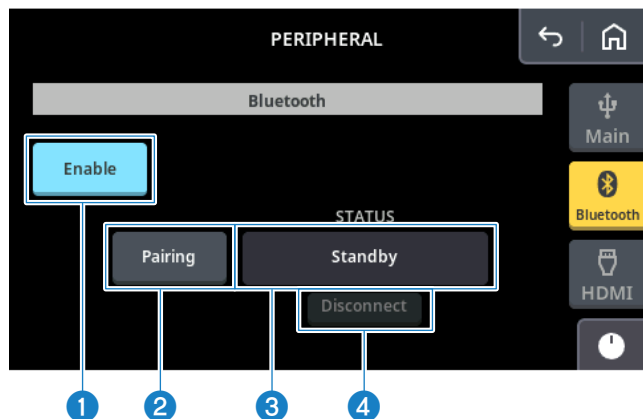 PERIPHERAL
Bluetooth
Main
Enable
Bluetooth
STATUS
Pairing
Standby
HDMI
Disconnect
1 2 3 4